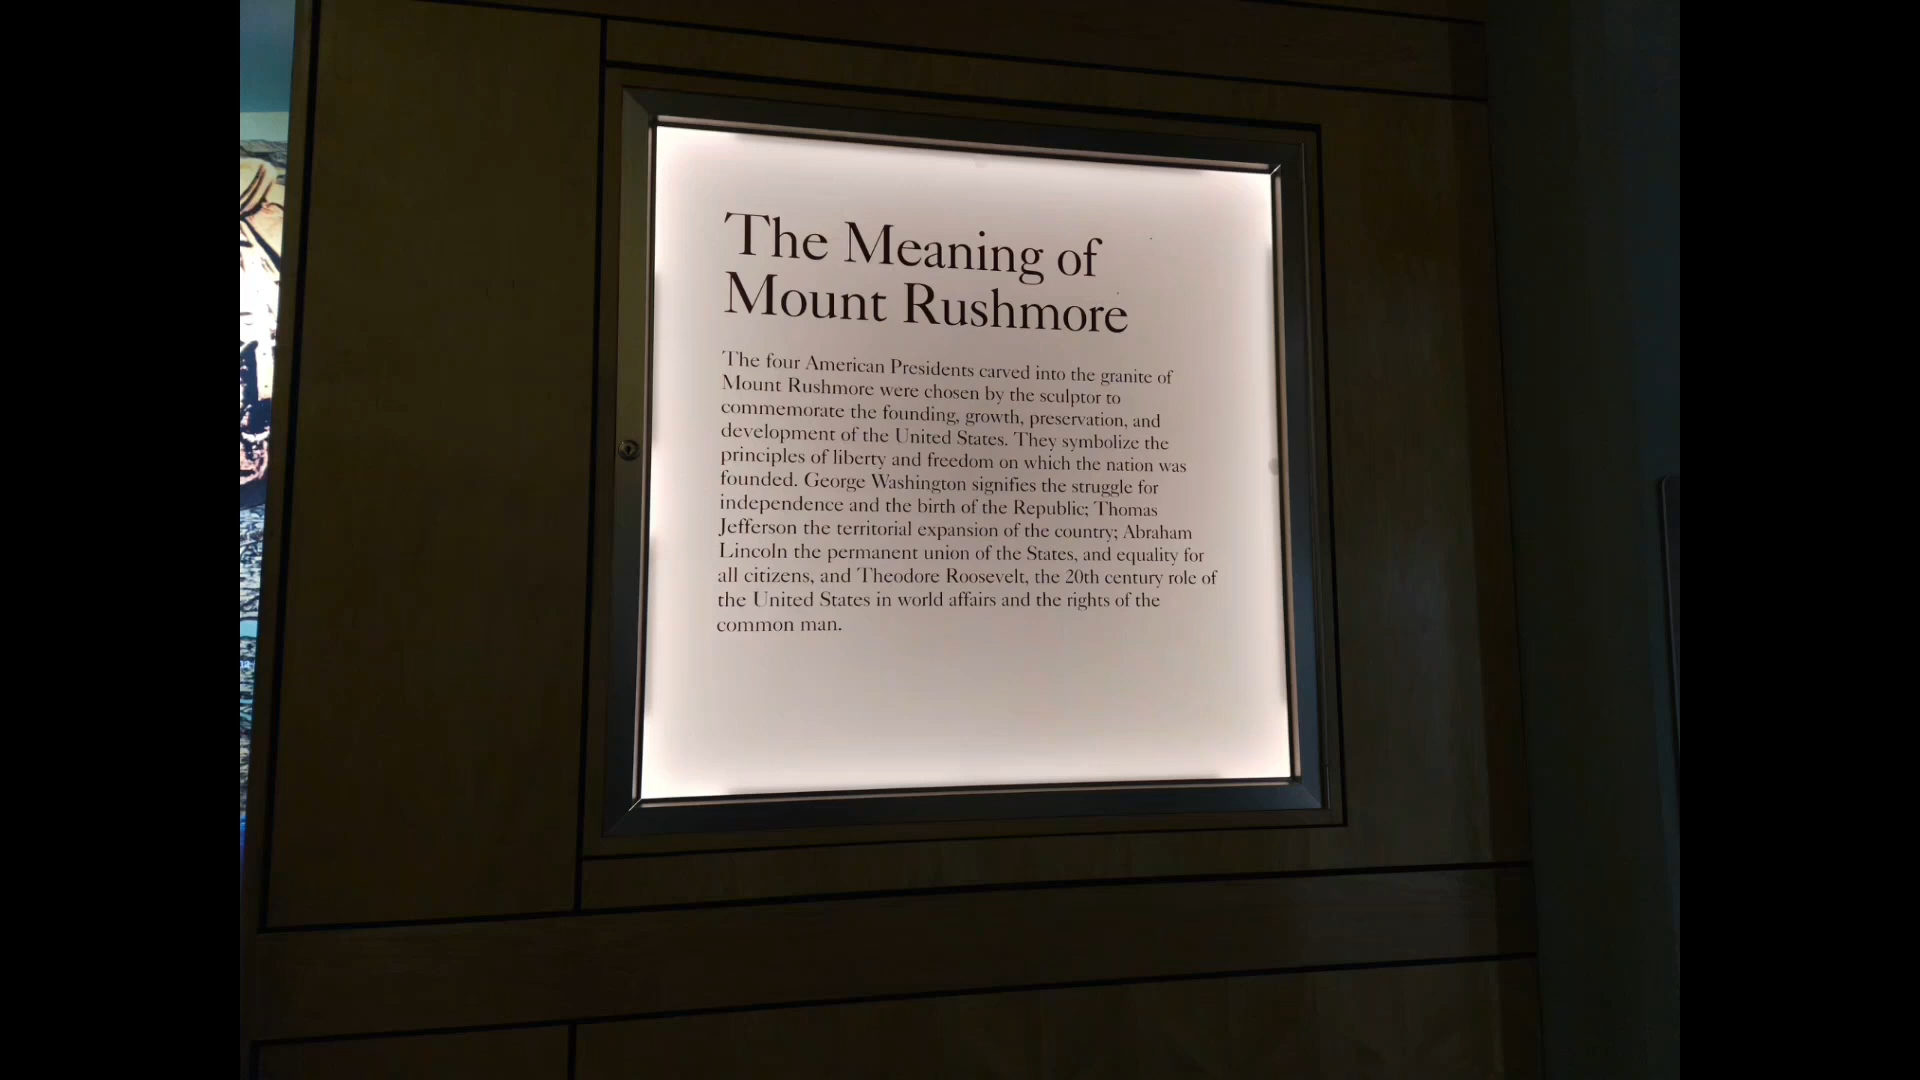 The Meaning of
Mount Rushmore
The four American Presidents carved into the granite of
Mount Rushmore were chosen by the sculptor to
commemorate the founding, growth, preservation, and
development of the United States. They symbolize the
principles of liberty and freedom on which the nation was
founded. George Washington signifies the struggle for
independence and the birth of the Republic; Thomas
Jefferson the territorial expansion of the country; Abraham
Lincoln the permanent union of the States, and equality for
all citizens, and Theodore Roosevelt, the 20th century role of
the United States in world affairs and the rights of the
common man.